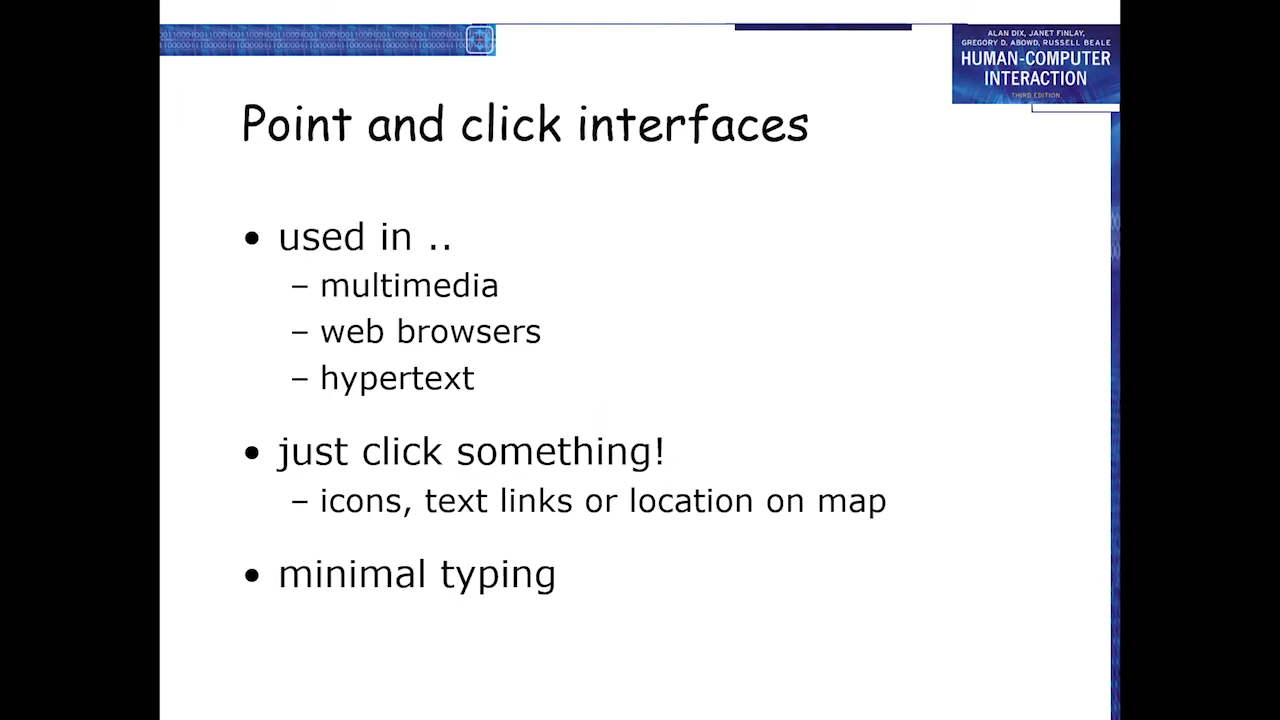 ALAN DIX, JANET FINLAY,
GREGORY D. ABOWD, RUSSELL BEALE
HUMAN-COMPUTER
INTERACTION
THIRD EDITION
Point and click interfaces
• used in ..
– multimedia
– web browsers
– hypertext
• just click something!
– icons, text links or location on map
• minimal typing